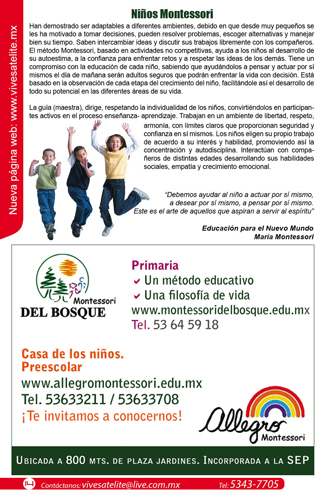 Niños Montessori
Han demostrado ser adaptables a diferentes ambientes, debido en que desde muy pequeños se
les ha motivado a tomar decisiones, pueden resolver problemas, escoger alternativas y manejar
bien su tiempo. Saben intercambiar ideas y discutir sus trabajos libremente con los compañeros.
El método Montessori, basado en actividades no competitivas, ayuda a los niños al desarrollo de
su autoestima, a la confianza para enfrentar retos y a respetar las ideas de los demás. Tiene un
compromiso con la educación de cada niño, sabiendo que ayudándolos a pensar y actuar por sí
mismos el día de mañana serán adultos seguros que podrán enfrentar la vida con decisión. Está
basado en la observación de cada etapa del crecimiento del niño, facilitándole así el desarrollo de
todo su potencial en las diferentes áreas de su vida.
La guía (maestra), dirige, respetando la individualidad de los niños, convirtiéndolos en participan-
tes activos en el proceso enseñanza- aprendizaje. Trabajan en un ambiente de libertad, respeto,
armonía, con límites claros que proporcionan seguridad y
confianza en sí mismos. Los niños eligen su propio trabajo
de acuerdo a su interés y habilidad, promoviendo así la
concentración y autodisciplina. Interactúan con compa-
ñeros de distintas edades desarrollando sus habilidades
sociales, empatía y crecimiento emocional.
"Debemos ayudar al niño a actuar por sí mismo,
a desear por sí mismo, a pensar por sí mismo.
Este es el arte de aquellos que aspiran a servir al espíritu"
Educación para el Nuevo Mundo
María Montessori
Nueva página web: www.vivesatelite.mx
Montessori
DEL BOSQUE
Primaria
Un método educativo
Una filosofía de vida
www.montessoridelbosque.edu.mx
Tel. 53 64 59 18
Casa de los niños.
Preescolar
www.allegromontessori.edu.mx
Tel. 53633211 / 53633708
¡Te invitamos a conocernos!
Allegro
Montessori
UBICADA A 800 MTS. DE PLAZA JARDINES. INCORPORADA A LA SEP
14
Contáctanos: vivesatelite@live.com.mx
Tel: 5343-7705